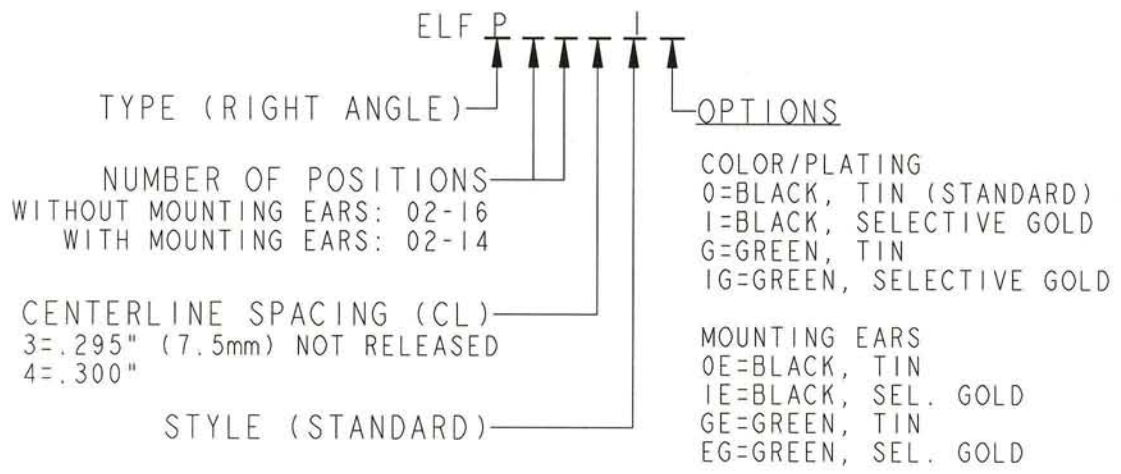 ELF P _ _ _ 1 _
TYPE (RIGHT ANGLE)
NUMBER OF POSITIONS
WITHOUT MOUNTING EARS: 02-16
WITH MOUNTING EARS: 02-14
CENTERLINE SPACING (CL)
3=.295" (7.5mm) NOT RELEASED
4=.300"
STYLE (STANDARD)
OPTIONS
COLOR/PLATING
0=BLACK, TIN (STANDARD)
1=BLACK, SELECTIVE GOLD
G=GREEN, TIN
1G=GREEN, SELECTIVE GOLD
MOUNTING EARS
0E=BLACK, TIN
1E=BLACK, SEL. GOLD
GE=GREEN, TIN
EG=GREEN, SEL. GOLD